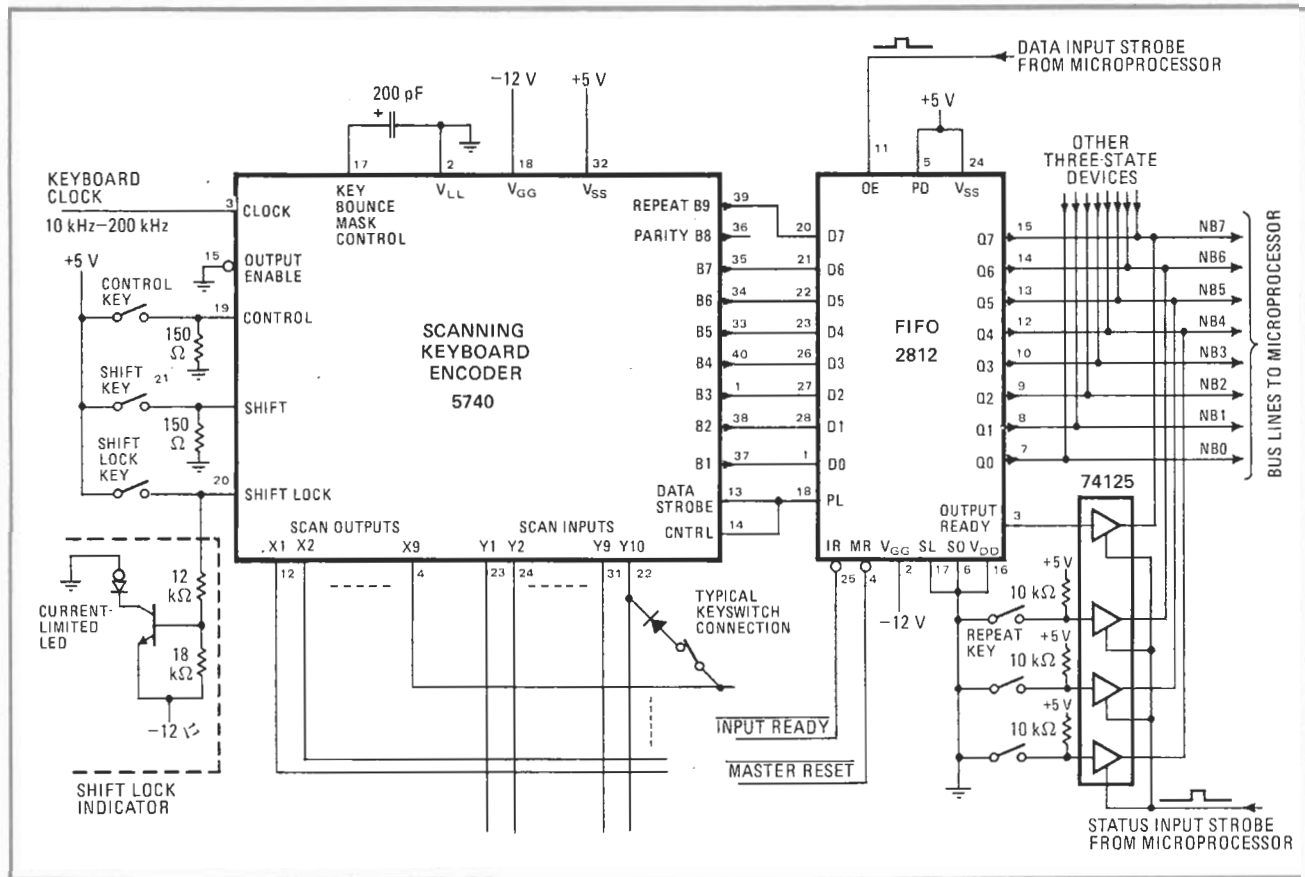 DATA INPUT STROBE
FROM MICROPROCESSOR
-12 V
+5 V
200 pF
+
+5 V
17
2
18
32
11
5
24
OTHER
THREE-STATE
DEVICES
KEYBOARD
CLOCK
10 kHz–200 kHz
3
CLOCK
KEY
BOUNCE
MASK
CONTROL
VLL
VGG
VSS
OE
PD
VSS
+5 V
15
OUTPUT
ENABLE
CONTROL
KEY
19
CONTROL
150
Ω
SHIFT
KEY
21
SHIFT
150
Ω
SHIFT
LOCK
KEY
20
SHIFT LOCK
SCANNING
KEYBOARD
ENCODER
5740
REPEAT B9
39
PARITY B8
36
B7
35
B6
34
B5
33
B4
40
B3
1
B2
38
B1
37
DATA
STROBE
13
CNTRL
14
20
D7
21
D6
22
D5
23
D4
26
D3
27
D2
28
D1
1
D0
18
PL
FIFO
2812
Q7
15
NB7
Q6
14
NB6
Q5
13
NB5
Q4
12
NB4
Q3
10
NB3
Q2
9
NB2
Q1
8
NB1
Q0
7
NB0
BUS LINES TO MICROPROCESSOR
74125
OUTPUT
READY
3
SCAN OUTPUTS
SCAN INPUTS
X1
X2
X9
Y1
Y2
Y9
Y10
12
2
4
23
24
31
22
IR
MR
VGG
SL
SO
VDD
25
4
2
17
6
16
-12 V
12
kΩ
18
kΩ
CURRENT-
LIMITED
LED
-12 V
SHIFT LOCK
INDICATOR
TYPICAL
KEYSWITCH
CONNECTION
INPUT READY
MASTER RESET
+5 V
10 kΩ
REPEAT
KEY
+5 V
10 kΩ
+5 V
10 kΩ
STATUS INPUT STROBE
FROM MICROPROCESSOR